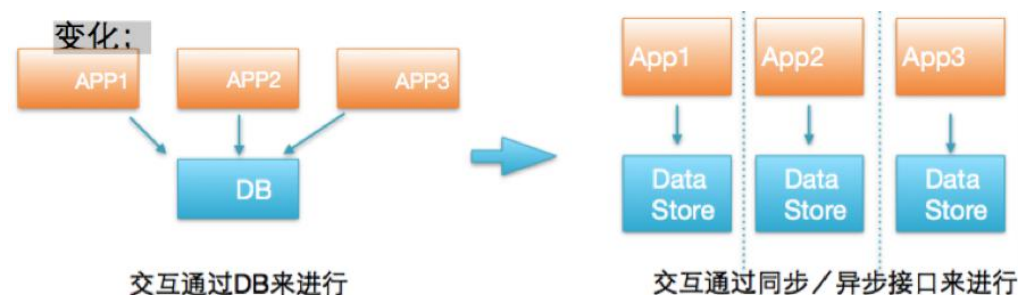 变化；
APP1
APP2
APP3
DB
交互通过DB来进行
App1
App2
App3
Data
Store
Data
Store
Data
Store
交互通过同步／异步接口来进行